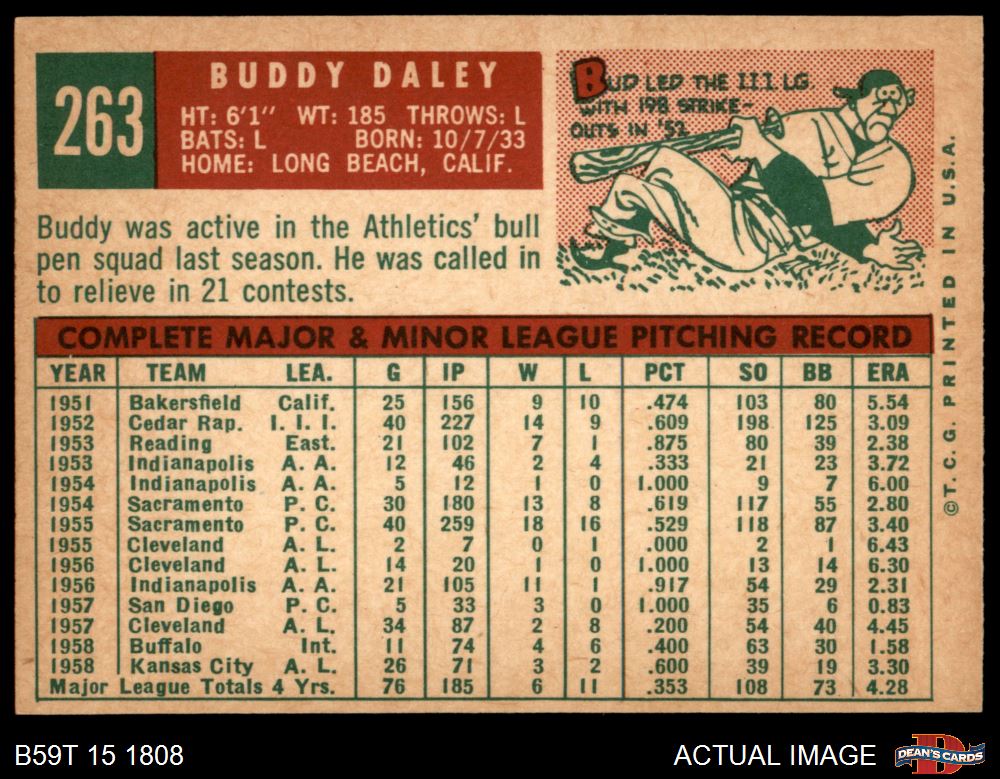 263
BUDDY DALEY
HT: 6'1" WT: 185 THROWS: L
BATS: L BORN: 10/7/33
HOME: LONG BEACH, CALIF.
BUD LED THE III LG
WITH 198 STRIKE-
OUTS IN '52
Buddy was active in the Athletics' bull
pen squad last season. He was called in
to relieve in 21 contests.
COMPLETE MAJOR & MINOR LEAGUE PITCHING RECORD
YEAR TEAM LEA. G IP W L PCT SO BB ERA
1951 Bakersfield Calif. 25 156 9 10 .474 103 80 5.54
1952 Cedar Rap. I. I. I. 40 227 14 9 .609 198 125 3.09
1953 Reading East. 21 102 7 1 .875 80 39 2.38
1953 Indianapolis A. A. 12 46 2 4 .333 21 23 3.72
1954 Indianapolis A. A. 5 12 1 0 1.000 9 7 6.00
1954 Sacramento P. C. 30 180 13 8 .619 117 55 2.80
1955 Sacramento P. C. 40 259 18 16 .529 118 87 3.40
1955 Cleveland A. L. 2 7 0 1 .000 2 1 6.43
1956 Cleveland A. L. 14 20 1 0 1.000 13 14 6.30
1956 Indianapolis A. A. 21 105 11 1 .917 54 29 2.31
1957 San Diego P. C. 5 33 3 0 1.000 35 6 0.83
1957 Cleveland A. L. 34 87 2 8 .200 54 40 4.45
1958 Buffalo Int. 11 74 4 6 .400 63 30 1.58
1958 Kansas City A. L. 26 71 3 2 .600 39 19 3.30
Major League Totals 4 Yrs. 76 185 6 11 .353 108 73 4.28
©T. C. G. PRINTED IN U.S.A.
B59T 15 1808
ACTUAL IMAGE
DEAN'S CARDS